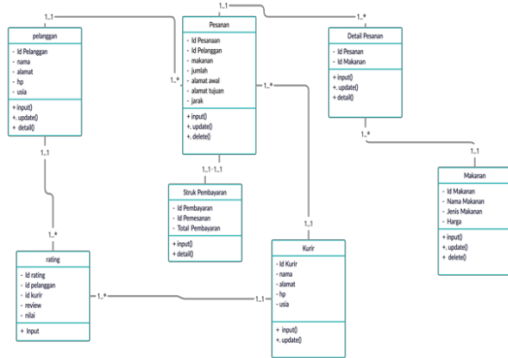 1..1
1..1
1..*
pelanggan
- Id Pelanggan
- nama
- alamat
- hp
- usia
+ input()
+. update()
+ detail()
1..1
1..*
Pesanan
- Id Pesanaan
- Id Pelanggan
- makanan
- jumlah
- alamat awal
- alamat tujuan
- jarak
+ input()
+. update()
+. delete()
1..*
1..1-1..1
Detail Pesanan
- Id Pesanan
- Id Makanan
+ input()
+. update()
+ detail()
1..*
1..1
Struk Pembayaran
- Id Pembayaran
- Id Pemesanan
- Total Pembayaran
+ input()
+ detail()
Makanan
- Id Makanan
- Nama Makanan
- Jenis Makanan
- Harga
+ input()
+. update()
+ delete()
1..*
1..1
rating
- Id rating
- id pelanggan
- id kurir
- review
- nilai
+ Input
1..*
1..1
Kurir
- Id Kurir
- nama
- alamat
- hp
- usia
+ input()
+. update()